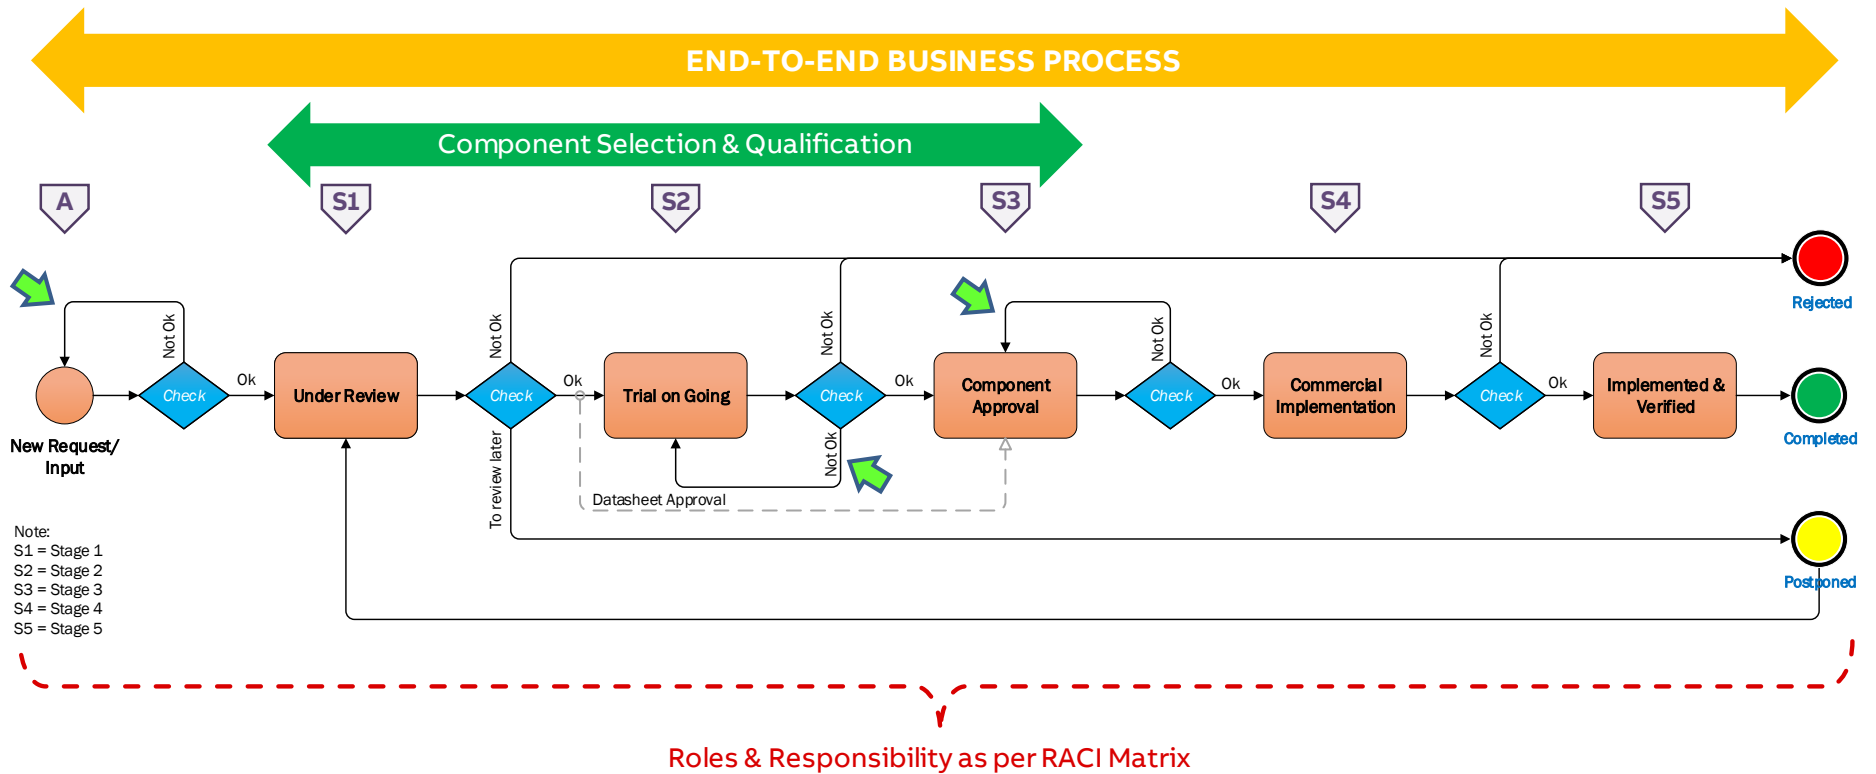 END-TO-END BUSINESS PROCESS
Component Selection & Qualification
A
S1
S2
S3
S4
S5
Rejected
Not Ok
Not Ok
Not Ok
Not Ok
Not Ok
Check
Ok
Under Review
Check
Ok
Trial on Going
Check
Ok
Component
Approval
Check
Ok
Commercial
Implementation
Check
Ok
Implemented &
Verified
Completed
New Request/
Input
To review later
Not Ok
Datasheet Approval
Postponed
Note:
S1 = Stage 1
S2 = Stage 2
S3 = Stage 3
S4 = Stage 4
S5 = Stage 5
Roles & Responsibility as per RACI Matrix